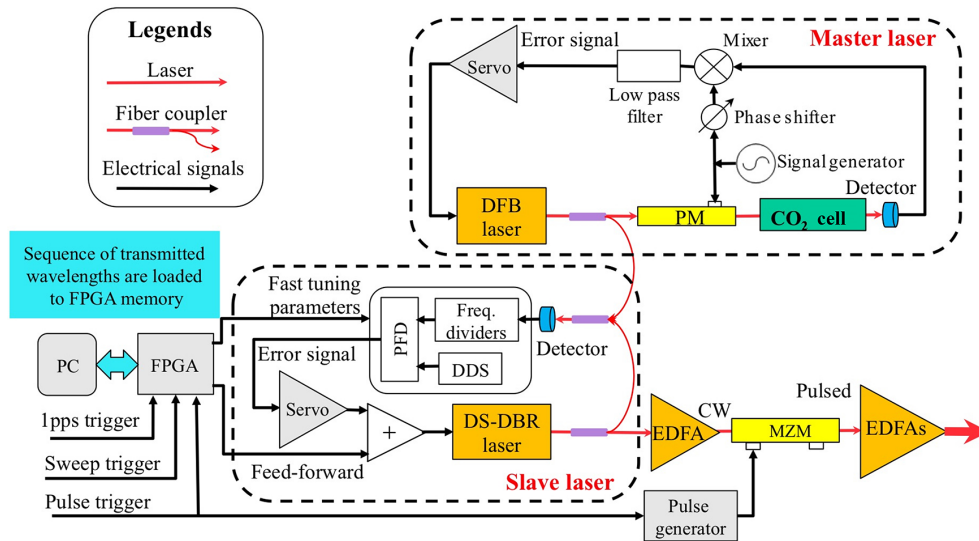 Legends
Laser
Fiber coupler
Electrical signals
Master laser
Error signal
Mixer
Servo
Low pass
filter
Phase shifter
Signal generator
Detector
DFB
laser
PM
CO2 cell
Sequence of transmitted
wavelengths are loaded
to FPGA memory
Fast tuning
parameters
PFD
Freq.
dividers
DDS
Detector
PC
FPGA
Error signal
Servo
+
DS-DBR
laser
1pps trigger
Sweep trigger
Pulse trigger
Feed-forward
Slave laser
EDFA
CW
Pulsed
MZM
EDFAs
Pulse
generator